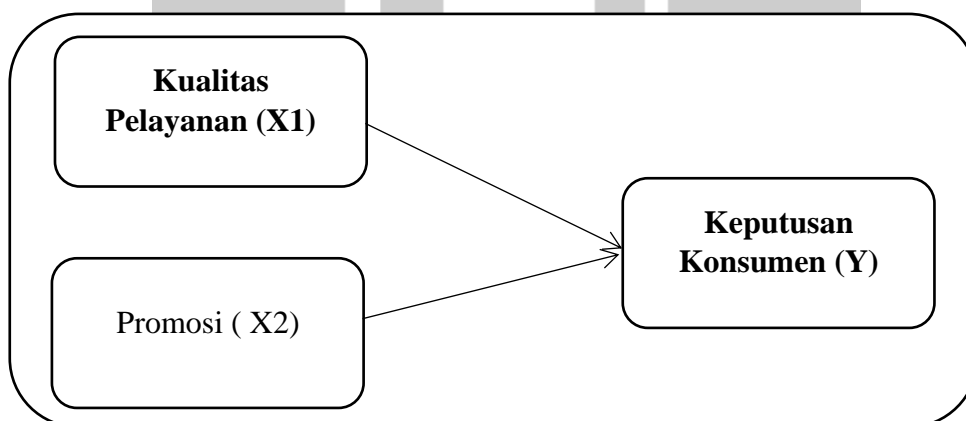 Kualitas
Pelayanan (X1)
Keputusan
Konsumen (Y)
Promosi ( X2)